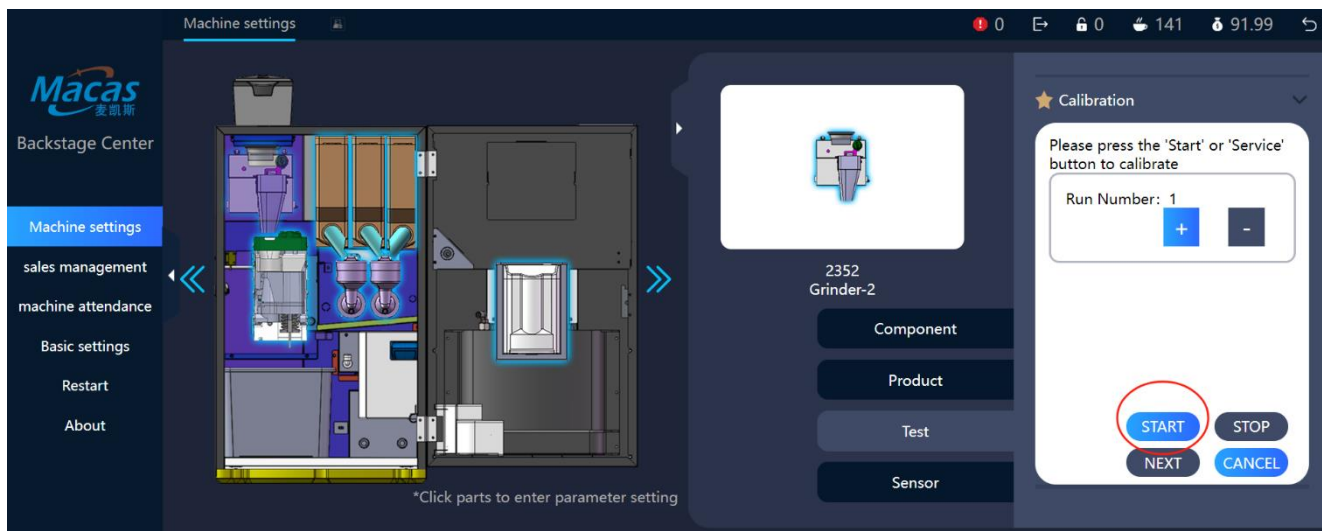 Machine settings
0
0
141
91.99
Macas
麦凯斯
Backstage Center
Machine settings
sales management
machine attendance
Basic settings
Restart
About
*Click parts to enter parameter setting
2352
Grinder-2
Component
Product
Test
Sensor
Calibration
Please press the 'Start' or 'Service'
button to calibrate
Run Number: 1
+ -
START STOP
NEXT CANCEL